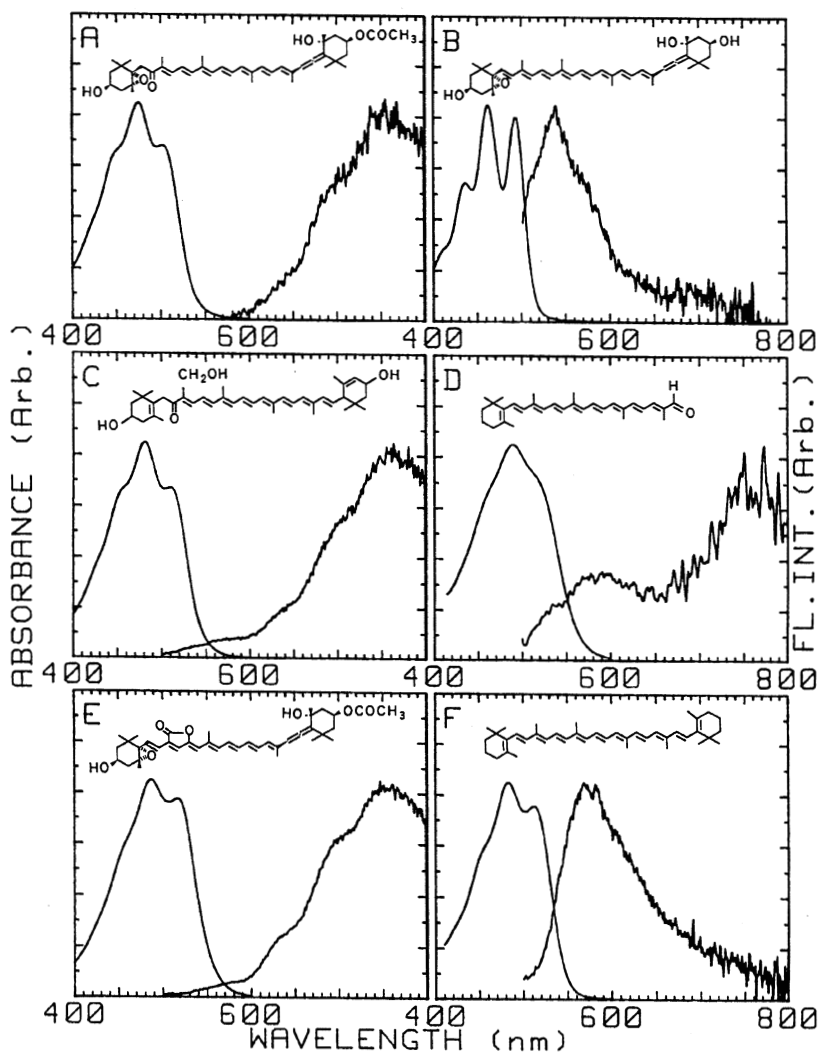 A
HO
OCOCH₃
HO
O
O
B
HO
OH
HO
O
400
600
400
600
800
C
CH₂OH
OH
HO
O
D
H
O
400
600
400
600
800
E
O
O
HO
OCOCH₃
HO
O
F
400
600
400
600
800
ABSORBANCE (Arb.)
FL.INT.(Arb.)
WAVELENGTH (nm)